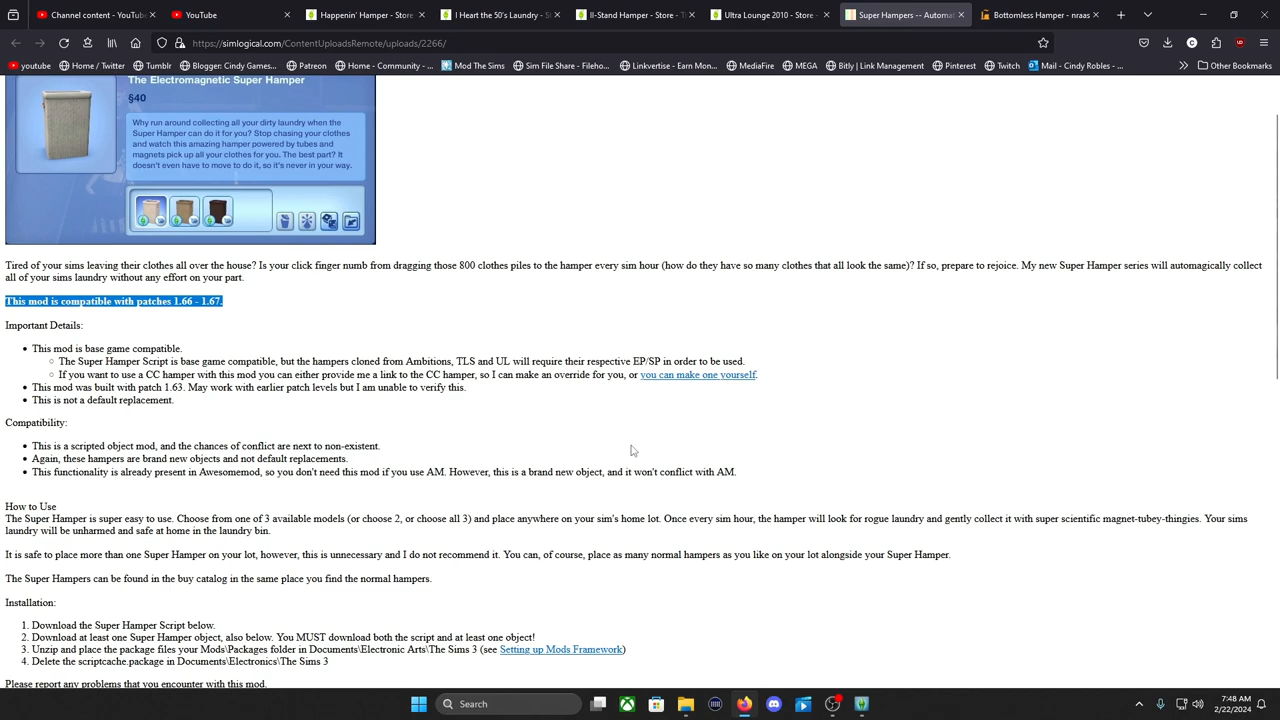 Channel content - YouTube
YouTube
Happenin' Hamper - Store
I Heart the 50's Laundry - S
II-Stand Hamper - Store - T
Ultra Lounge 2010 - Store
Super Hampers -- Automa
Bottomless Hamper - nraas
https://simlogical.com/ContentUploadsRemote/uploads/2266/
youtube
Home / Twitter
Tumblr
Blogger: Cindy Games...
Patreon
Home - Community - ...
Mod The Sims
Sim File Share - Fileho...
Linkvertise - Earn Mon...
MediaFire
MEGA
Bitly | Link Management
Pinterest
Twitch
Mail - Cindy Robles - ...
Other Bookmarks
The Electromagnetic Super Hamper
§40
Why run around collecting all your dirty laundry when the
Super Hamper can do it for you? Stop chasing your clothes
and watch this amazing hamper powered by tubes and
magnets pick up all your clothes for you. The best part? It
doesn't even have to move to do it, so it's never in your way.
Tired of your sims leaving their clothes all over the house? Is your click finger numb from dragging those 800 clothes piles to the hamper every sim hour (how do they have so many clothes that all look the same)? If so, prepare to rejoice. My new Super Hamper series will automagically collect
all of your sims laundry without any effort on your part.
This mod is compatible with patches 1.66 - 1.67.
Important Details:
This mod is base game compatible.
The Super Hamper Script is base game compatible, but the hampers cloned from Ambitions, TLS and UL will require their respective EP/SP in order to be used.
If you want to use a CC hamper with this mod you can either provide me a link to the CC hamper, so I can make an override for you, or you can make one yourself.
This mod was built with patch 1.63. May work with earlier patch levels but I am unable to verify this.
This is not a default replacement.
Compatibility:
This is a scripted object mod, and the chances of conflict are next to non-existent.
Again, these hampers are brand new objects and not default replacements.
This functionality is already present in Awesomemod, so you don't need this mod if you use AM. However, this is a brand new object, and it won't conflict with AM.
How to Use
The Super Hamper is super easy to use. Choose from one of 3 available models (or choose 2, or choose all 3) and place anywhere on your sim's home lot. Once every sim hour, the hamper will look for rogue laundry and gently collect it with super scientific magnet-tubey-thingies. Your sims
laundry will be unharmed and safe at home in the laundry bin.
It is safe to place more than one Super Hamper on your lot, however, this is unnecessary and I do not recommend it. You can, of course, place as many normal hampers as you like on your lot alongside your Super Hamper.
The Super Hampers can be found in the buy catalog in the same place you find the normal hampers.
Installation:
1. Download the Super Hamper Script below.
2. Download at least one Super Hamper object, also below. You MUST download both the script and at least one object!
3. Unzip and place the package files your Mods\Packages folder in Documents\Electronic Arts\The Sims 3 (see Setting up Mods Framework)
4. Delete the scriptcache.package in Documents\Electronics\The Sims 3
Please report any problems that you encounter with this mod.
Search
7:48 AM
2/22/2024